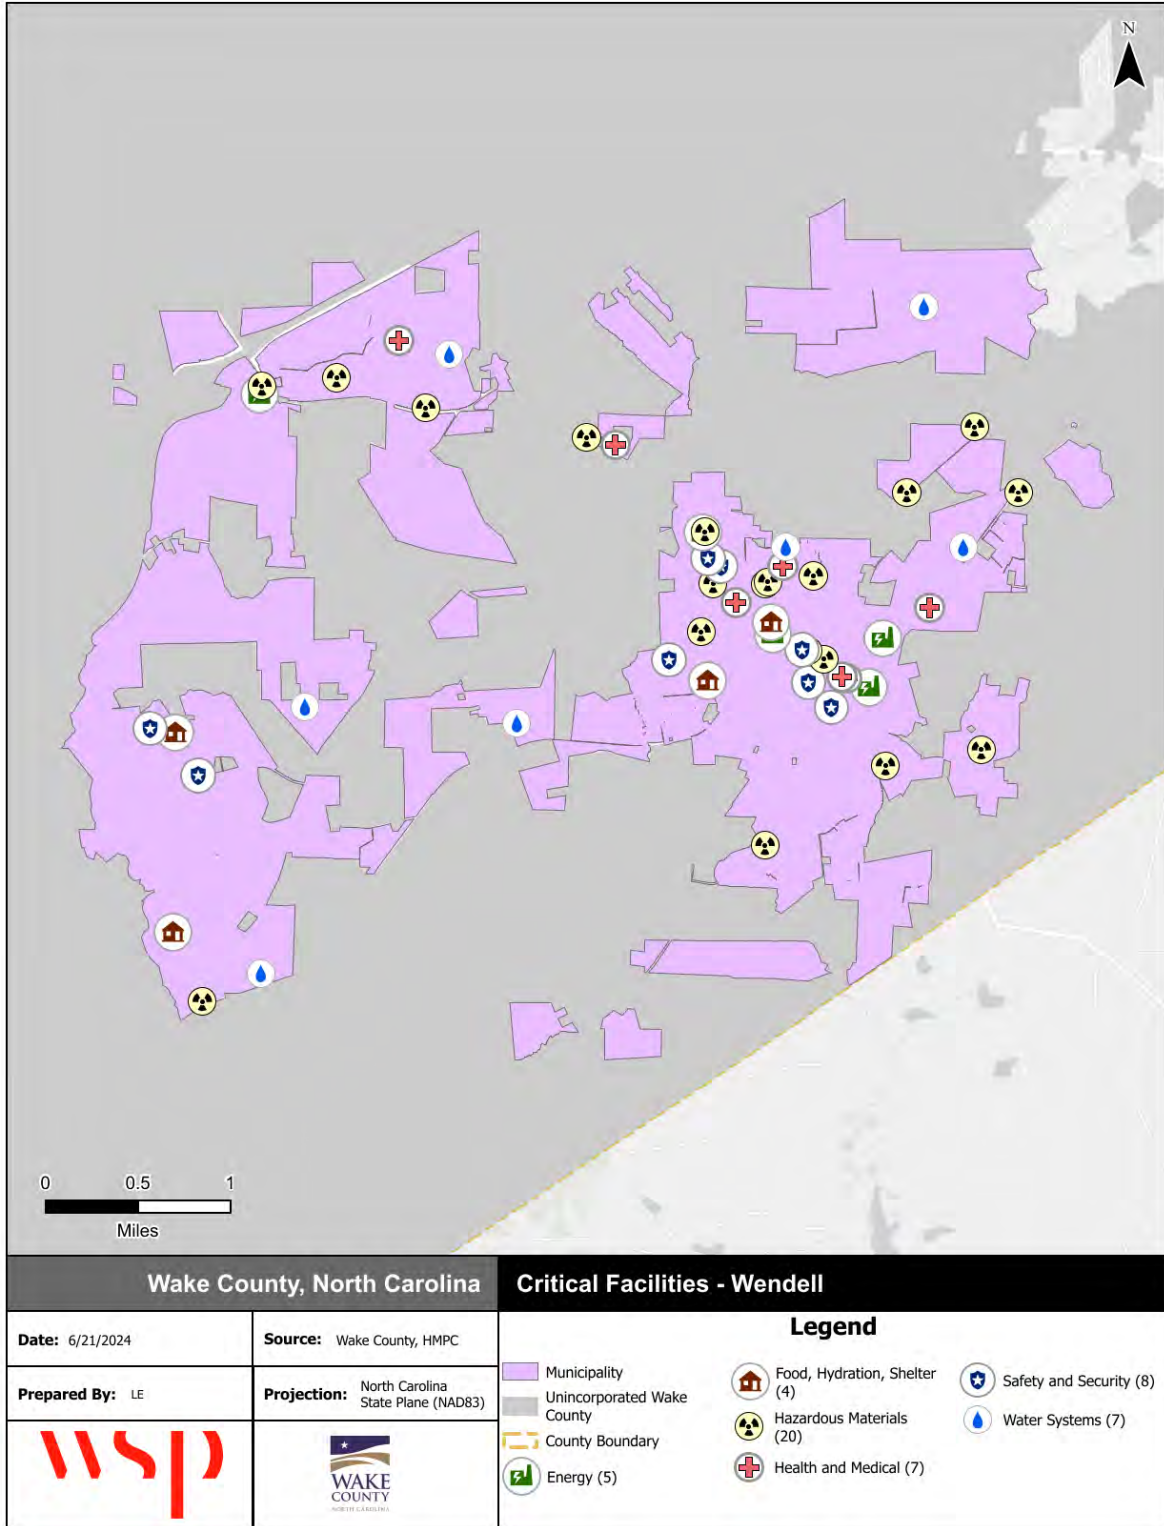 N
0 0.5 1
Miles
Wake County, North Carolina
Critical Facilities - Wendell
Date: 6/21/2024
Source: Wake County, HMPC
Prepared By: LE
Projection: North Carolina
State Plane (NAD83)
wsp
WAKE
COUNTY
NORTH CAROLINA
Legend
Municipality
Unincorporated Wake
County
County Boundary
Energy (5)
Food, Hydration, Shelter
(4)
Hazardous Materials
(20)
Health and Medical (7)
Safety and Security (8)
Water Systems (7)